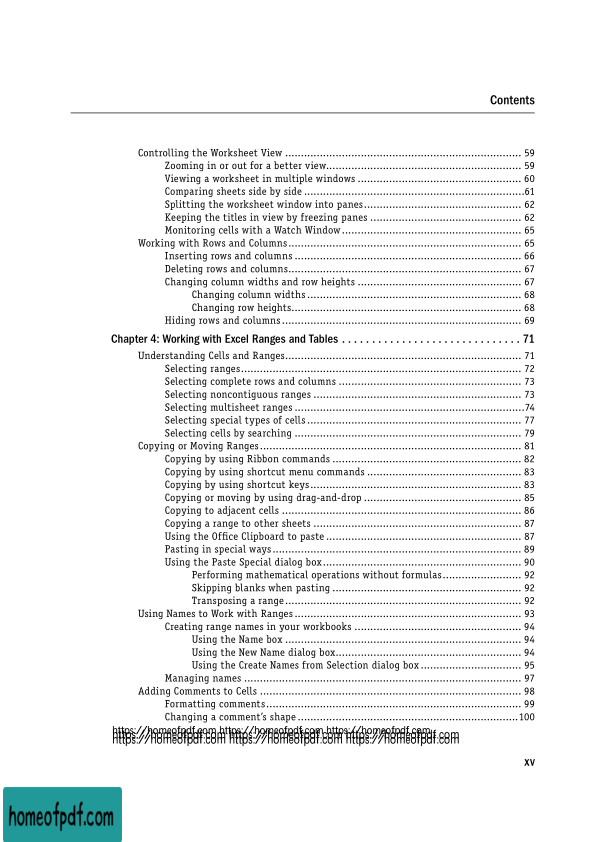 Contents
Controlling the Worksheet View ........................................................................... 59
Zooming in or out for a better view.............................................................. 59
Viewing a worksheet in multiple windows .................................................... 60
Comparing sheets side by side .....................................................................61
Splitting the worksheet window into panes.................................................. 62
Keeping the titles in view by freezing panes ................................................ 62
Monitoring cells with a Watch Window......................................................... 65
Working with Rows and Columns.......................................................................... 65
Inserting rows and columns ........................................................................ 66
Deleting rows and columns.......................................................................... 67
Changing column widths and row heights .................................................... 67
Changing column widths .................................................................... 68
Changing row heights......................................................................... 68
Hiding rows and columns............................................................................ 69
Chapter 4: Working with Excel Ranges and Tables . . . . . . . . . . . . . . . . . . . . . . . . . . . . . . 71
Understanding Cells and Ranges........................................................................... 71
Selecting ranges......................................................................................... 72
Selecting complete rows and columns .......................................................... 73
Selecting noncontiguous ranges .................................................................. 73
Selecting multisheet ranges .........................................................................74
Selecting special types of cells.................................................................... 77
Selecting cells by searching ........................................................................ 79
Copying or Moving Ranges................................................................................... 81
Copying by using Ribbon commands ............................................................ 82
Copying by using shortcut menu commands ................................................. 83
Copying by using shortcut keys................................................................... 83
Copying or moving by using drag-and-drop .................................................. 85
Copying to adjacent cells ............................................................................ 86
Copying a range to other sheets .................................................................. 87
Using the Office Clipboard to paste.............................................................. 87
Pasting in special ways............................................................................... 89
Using the Paste Special dialog box............................................................... 90
Performing mathematical operations without formulas......................... 92
Skipping blanks when pasting ............................................................ 92
Transposing a range........................................................................... 92
Using Names to Work with Ranges........................................................................ 93
Creating range names in your workbooks ..................................................... 94
Using the Name box ........................................................................... 94
Using the New Name dialog box........................................................... 94
Using the Create Names from Selection dialog box................................ 95
Managing names ........................................................................................ 97
Adding Comments to Cells ................................................................................... 98
Formatting comments................................................................................. 99
Changing a comment's shape......................................................................100
https://homeofpdf.com https://homeofpdf.com https://homeofpdf.com
https://homeofpdf.com https://homeofpdf.com https://homeofpdf.com
xv
homeofpdf.com